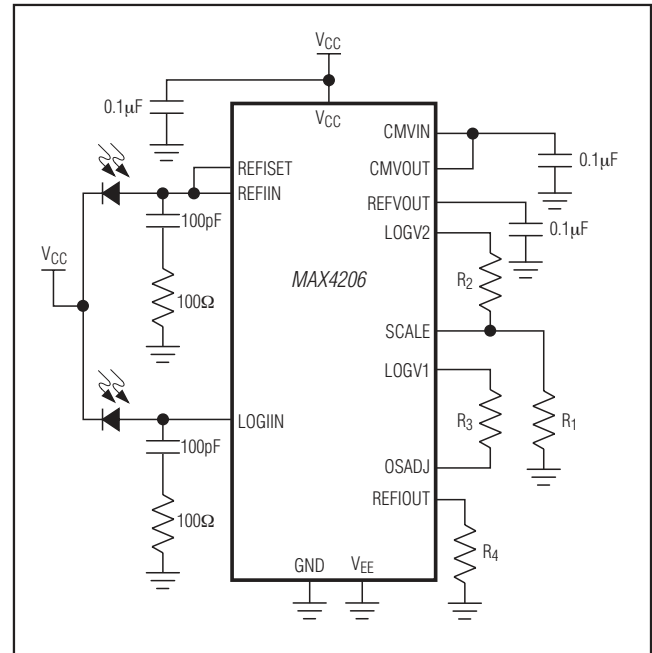 VCC
0.1µF
VCC
CMVIN
CMVOUT
0.1µF
REFISET
REFIIN
REFVOUT
100pF
0.1µF
LOGV2
VCC
MAX4206
R2
100Ω
SCALE
LOGV1
R3
R1
LOGIIN
100pF
OSADJ
REFIOUT
100Ω
R4
GND
VEE